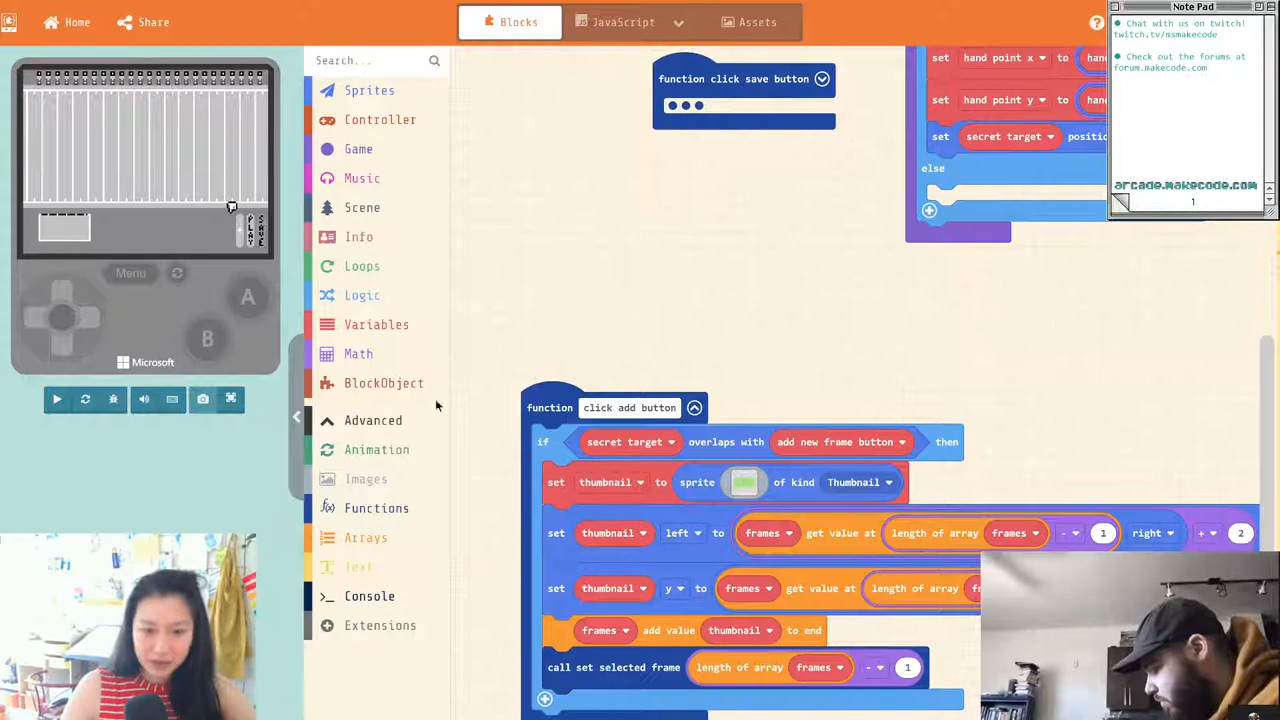 Home
Share
Blocks
JavaScript
Assets
?
Note Pad
Chat with us on twitch!
twitch.tv/msmakecode
Check out the forums at
forum.makecode.com
arcade.makecode.com
1
PLAY
SAVE
Menu
A
B
Microsoft
Search...
Sprites
Controller
Game
Music
Scene
Info
Loops
Logic
Variables
Math
BlockObject
Advanced
Animation
Images
Functions
Arrays
Text
Console
Extensions
function click save button
set hand point x to
set hand point y to
set secret target positio
else
function click add button
if secret target overlaps with add new frame button then
set thumbnail to sprite of kind Thumbnail
set thumbnail left to frames get value at length of array frames - 1 right + 2
set thumbnail y to frames get value at length of array
frames add value thumbnail to end
call set selected frame length of array frames - 1